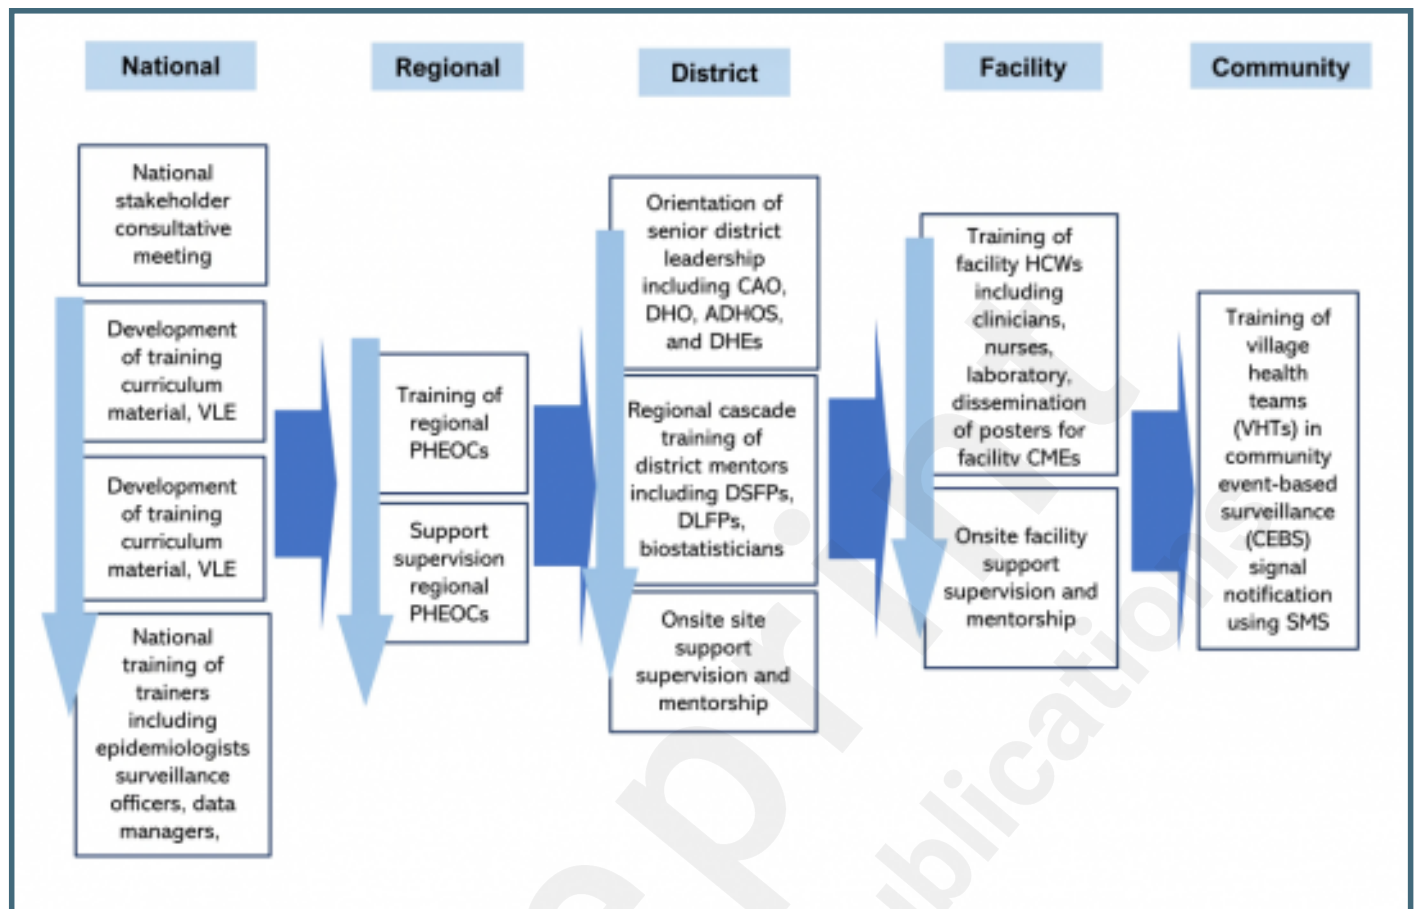 National
Regional
District
Facility
Community
National
stakeholder
consultative
meeting
Development
of training
curriculum
material, VLE
Development
of training
curriculum
material, VLE
National
training of
trainers
including
epidemiologists
surveillance
officers, data
managers,
Training of
regional
PHEOCs
Support
supervision
regional
PHEOCs
Orientation of
senior district
leadership
including CAO,
DHO, ADHOS,
and DHEs
Regional cascade
training of
district mentors
including DSFPs,
DLFPs,
biostatisticians
Onsite site
support
supervision and
mentorship
Training of
facility HCWs
including
clinicians,
nurses,
laboratory,
dissemination
of posters for
facility CMEs
Onsite facility
support
supervision and
mentorship
Training of
village
health
teams
(VHTs) in
community
event-based
surveillance
(CEBS)
signal
notification
using SMS
eprint
ublications